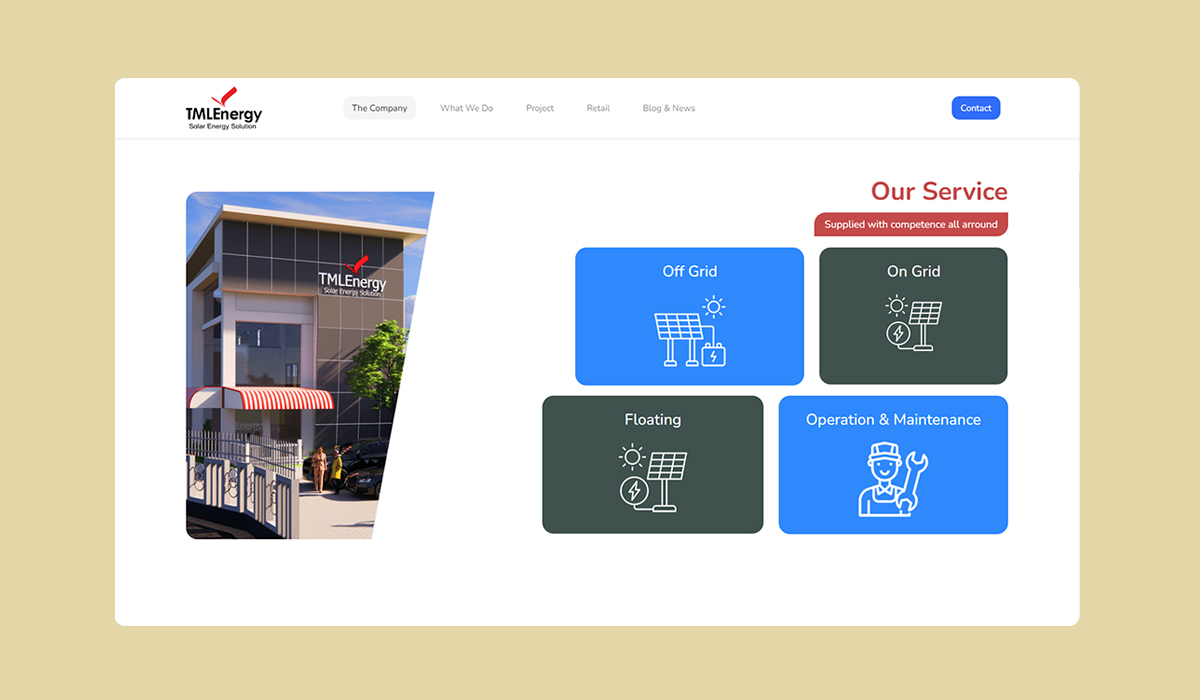 TMLEnergy
Solar Energy Solution
The Company
What We Do
Project
Retail
Blog & News
Contact
Our Service
Supplied with competence all arround
TMLEnergy
Solar Energy Solution
Off Grid
On Grid
Floating
Operation & Maintenance